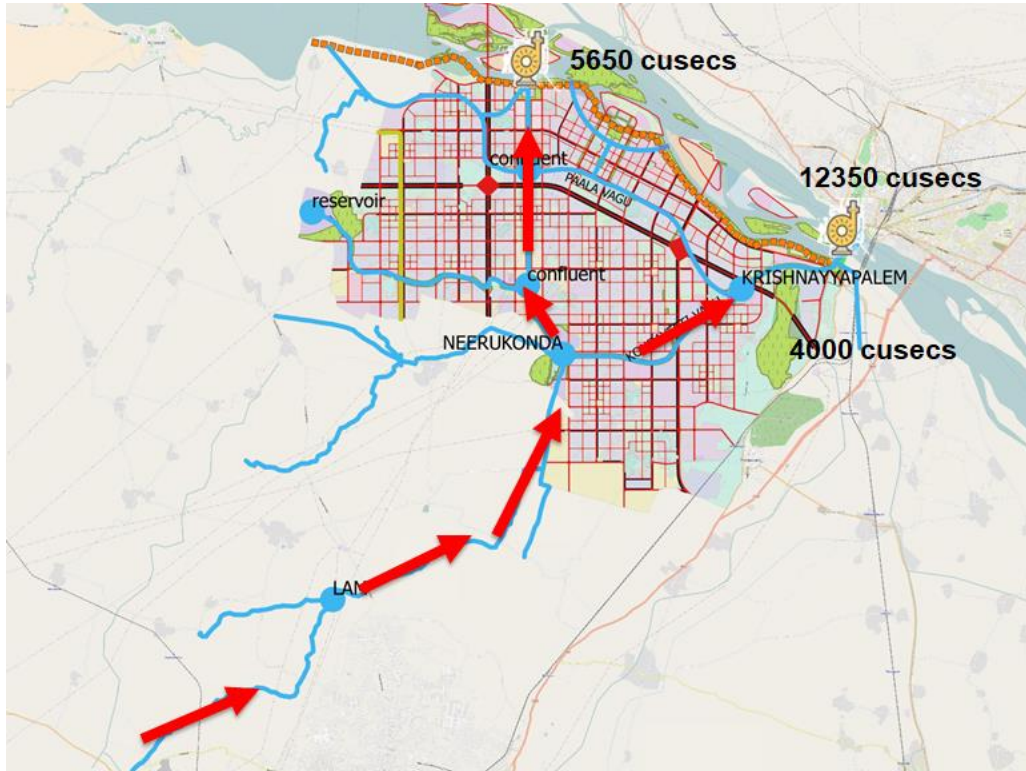 5650 cusecs
confluent
12350 cusecs
PAALA VAGU
reservoir
confluent
KRISHNAYYAPALEM
NEERUKONDA
4000 cusecs
LAM